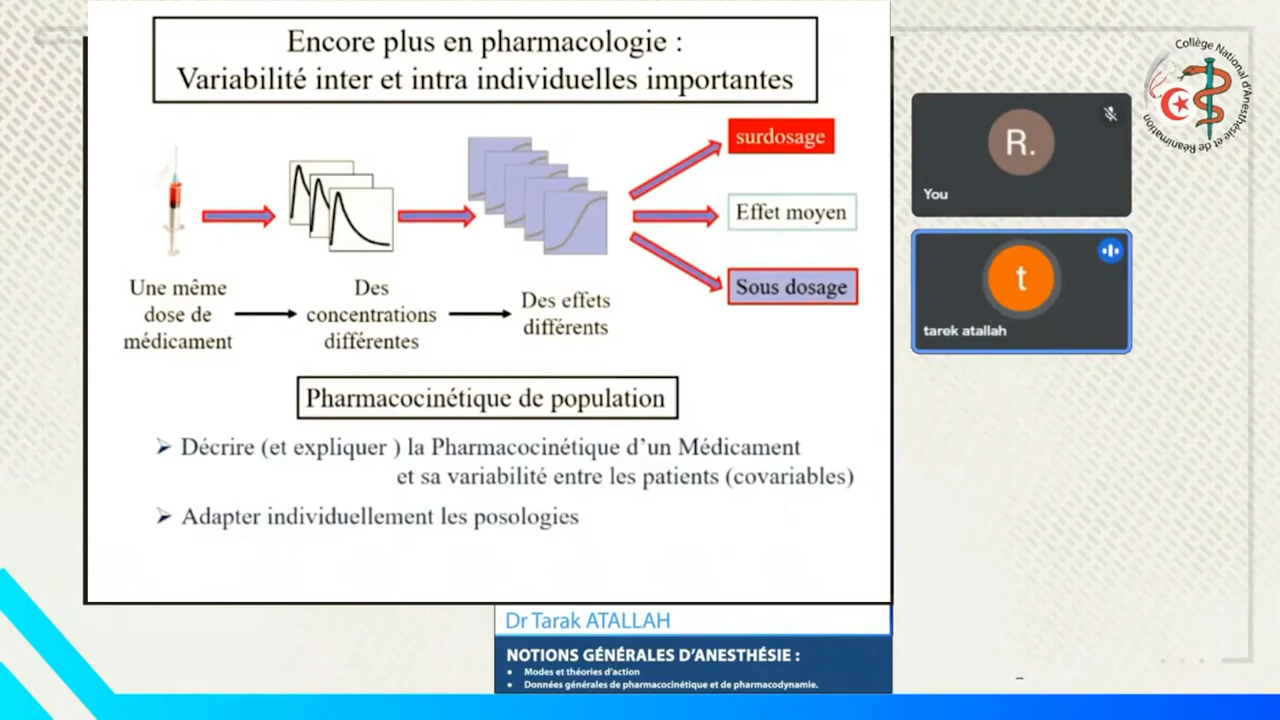 Encore plus en pharmacologie :
Variabilité inter et intra individuelles importantes
surdosage
Effet moyen
Sous dosage
Une même
dose de
médicament
Des
concentrations
différentes
Des effets
différents
Pharmacocinétique de population
➢ Décrire (et expliquer ) la Pharmacocinétique d’un Médicament
et sa variabilité entre les patients (covariables)
➢ Adapter individuellement les posologies
Dr Tarak ATALLAH
NOTIONS GÉNÉRALES D’ANESTHÉSIE :
• Modes et théories d’action
• Données générales de pharmacocinétique et de pharmacodynamie.
R.
You
t
tarek atallah
Collège National d’Anesthésie et de Réanimation